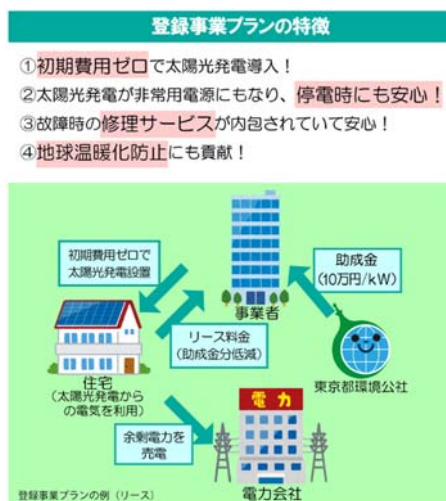 登録事業プランの特徴
①初期費用ゼロで太陽光発電導入！
②太陽光発電が非常用電源にもなり、停電時にも安心！
③故障時の修理サービスが内包されていて安心！
④地球温暖化防止にも貢献！
初期費用ゼロで
太陽光発電設置
助成金
（10万円/kW）
事業者
リース料金
（助成金分低減）
住宅
（太陽光発電から
の電気を利用）
東京都環境公社
電力
余剰電力を
売電
電力会社
登録事業プランの例（リース）